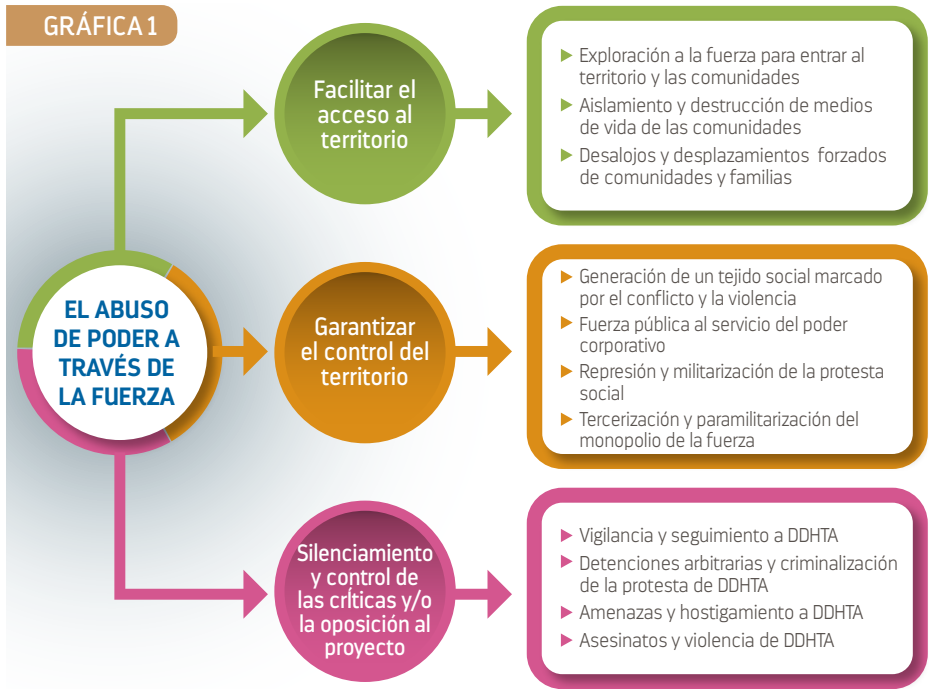 GRÁFICA 1
EL ABUSO
DE PODER A
TRAVÉS DE
LA FUERZA
Facilitar el
acceso al
territorio
▶ Exploración a la fuerza para entrar al
territorio y las comunidades
▶ Aislamiento y destrucción de medios
de vida de las comunidades
▶ Desalojos y desplazamientos forzados
de comunidades y familias
Garantizar
el control del
territorio
▶ Generación de un tejido social marcado
por el conflicto y la violencia
▶ Fuerza pública al servicio del poder
corporativo
▶ Represión y militarización de la protesta
social
▶ Tercerización y paramilitarización del
monopolio de la fuerza
Silenciamiento
y control de
las críticas y/o
la oposición al
proyecto
▶ Vigilancia y seguimiento a DDHTA
▶ Detenciones arbitrarias y criminalización
de la protesta de DDHTA
▶ Amenazas y hostigamiento a DDHTA
▶ Asesinatos y violencia de DDHTA